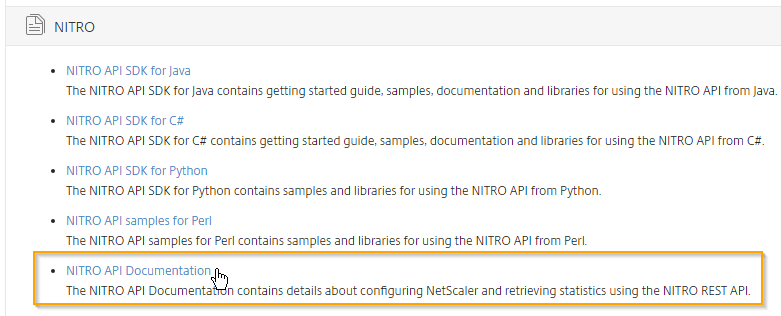 NITRO
NITRO API SDK for Java
The NITRO API SDK for Java contains getting started guide, samples, documentation and libraries for using the NITRO API from Java.
NITRO API SDK for C#
The NITRO API SDK for C# contains getting started guide, samples, documentation and libraries for using the NITRO API from C#.
NITRO API SDK for Python
The NITRO API SDK for Python contains samples and libraries for using the NITRO API from Python.
NITRO API samples for Perl
The NITRO API samples for Perl contains samples and libraries for using the NITRO API from Perl.
NITRO API Documentation
The NITRO API Documentation contains details about configuring NetScaler and retrieving statistics using the NITRO REST API.